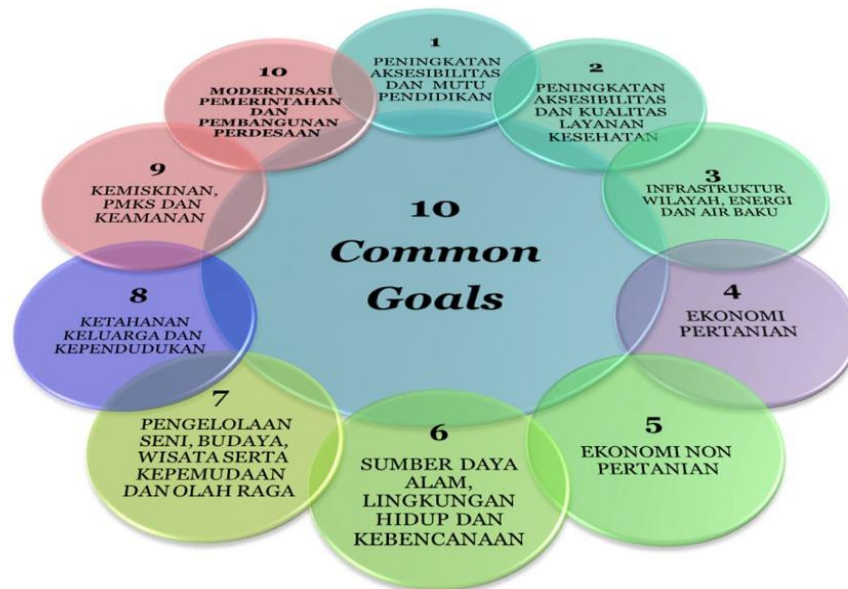 10
Common
Goals
1
PENINGKATAN
AKSESIBILITAS
DAN MUTU
PENDIDIKAN
2
PENINGKATAN
AKSESIBILITAS
DAN KUALITAS
LAYANAN
KESEHATAN
3
INFRASTRUKTUR
WILAYAH, ENERGI
DAN AIR BAKU
4
EKONOMI
PERTANIAN
5
EKONOMI NON
PERTANIAN
6
SUMBER DAYA
ALAM,
LINGKUNGAN
HIDUP DAN
KEBENCANAAN
7
PENGELOLAAN
SENI, BUDAYA,
WISATA SERTA
KEPEMUDAAN
DAN OLAH RAGA
8
KETAHANAN
KELUARGA DAN
KEPENDUDUKAN
9
KEMISKINAN,
PMKS DAN
KEAMANAN
10
MODERNISASI
PEMERINTAHAN
DAN
PEMBANGUNAN
PERDESAAN